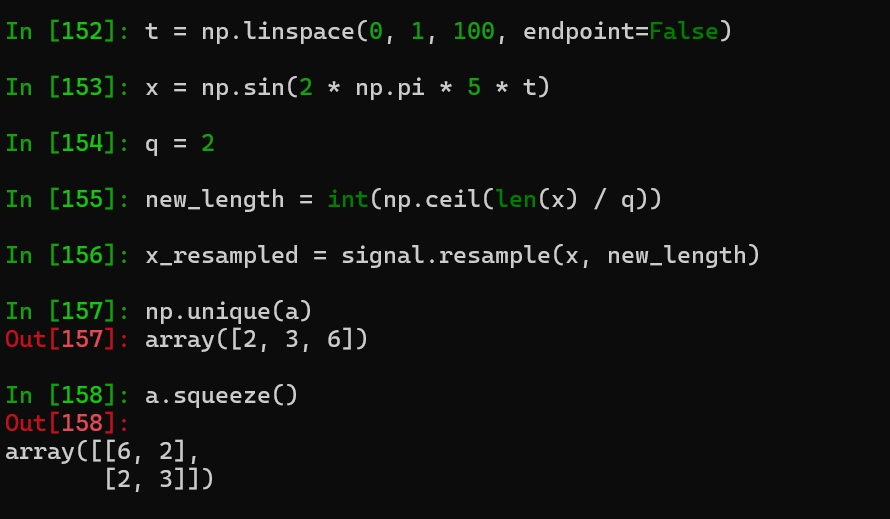 In [152]: t = np.linspace(0, 1, 100, endpoint=False)
In [153]: x = np.sin(2 * np.pi * 5 * t)
In [154]: q = 2
In [155]: new_length = int(np.ceil(len(x) / q))
In [156]: x_resampled = signal.resample(x, new_length)
In [157]: np.unique(a)
Out[157]: array([2, 3, 6])
In [158]: a.squeeze()
Out[158]:
array([[6, 2],
       [2, 3]])